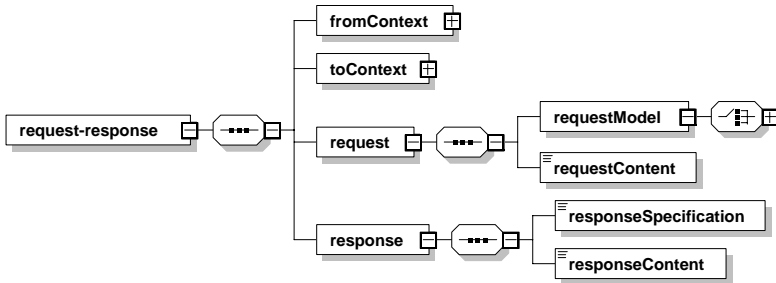 fromContext
toContext
request-response
request
requestModel
requestContent
response
responseSpecification
responseContent